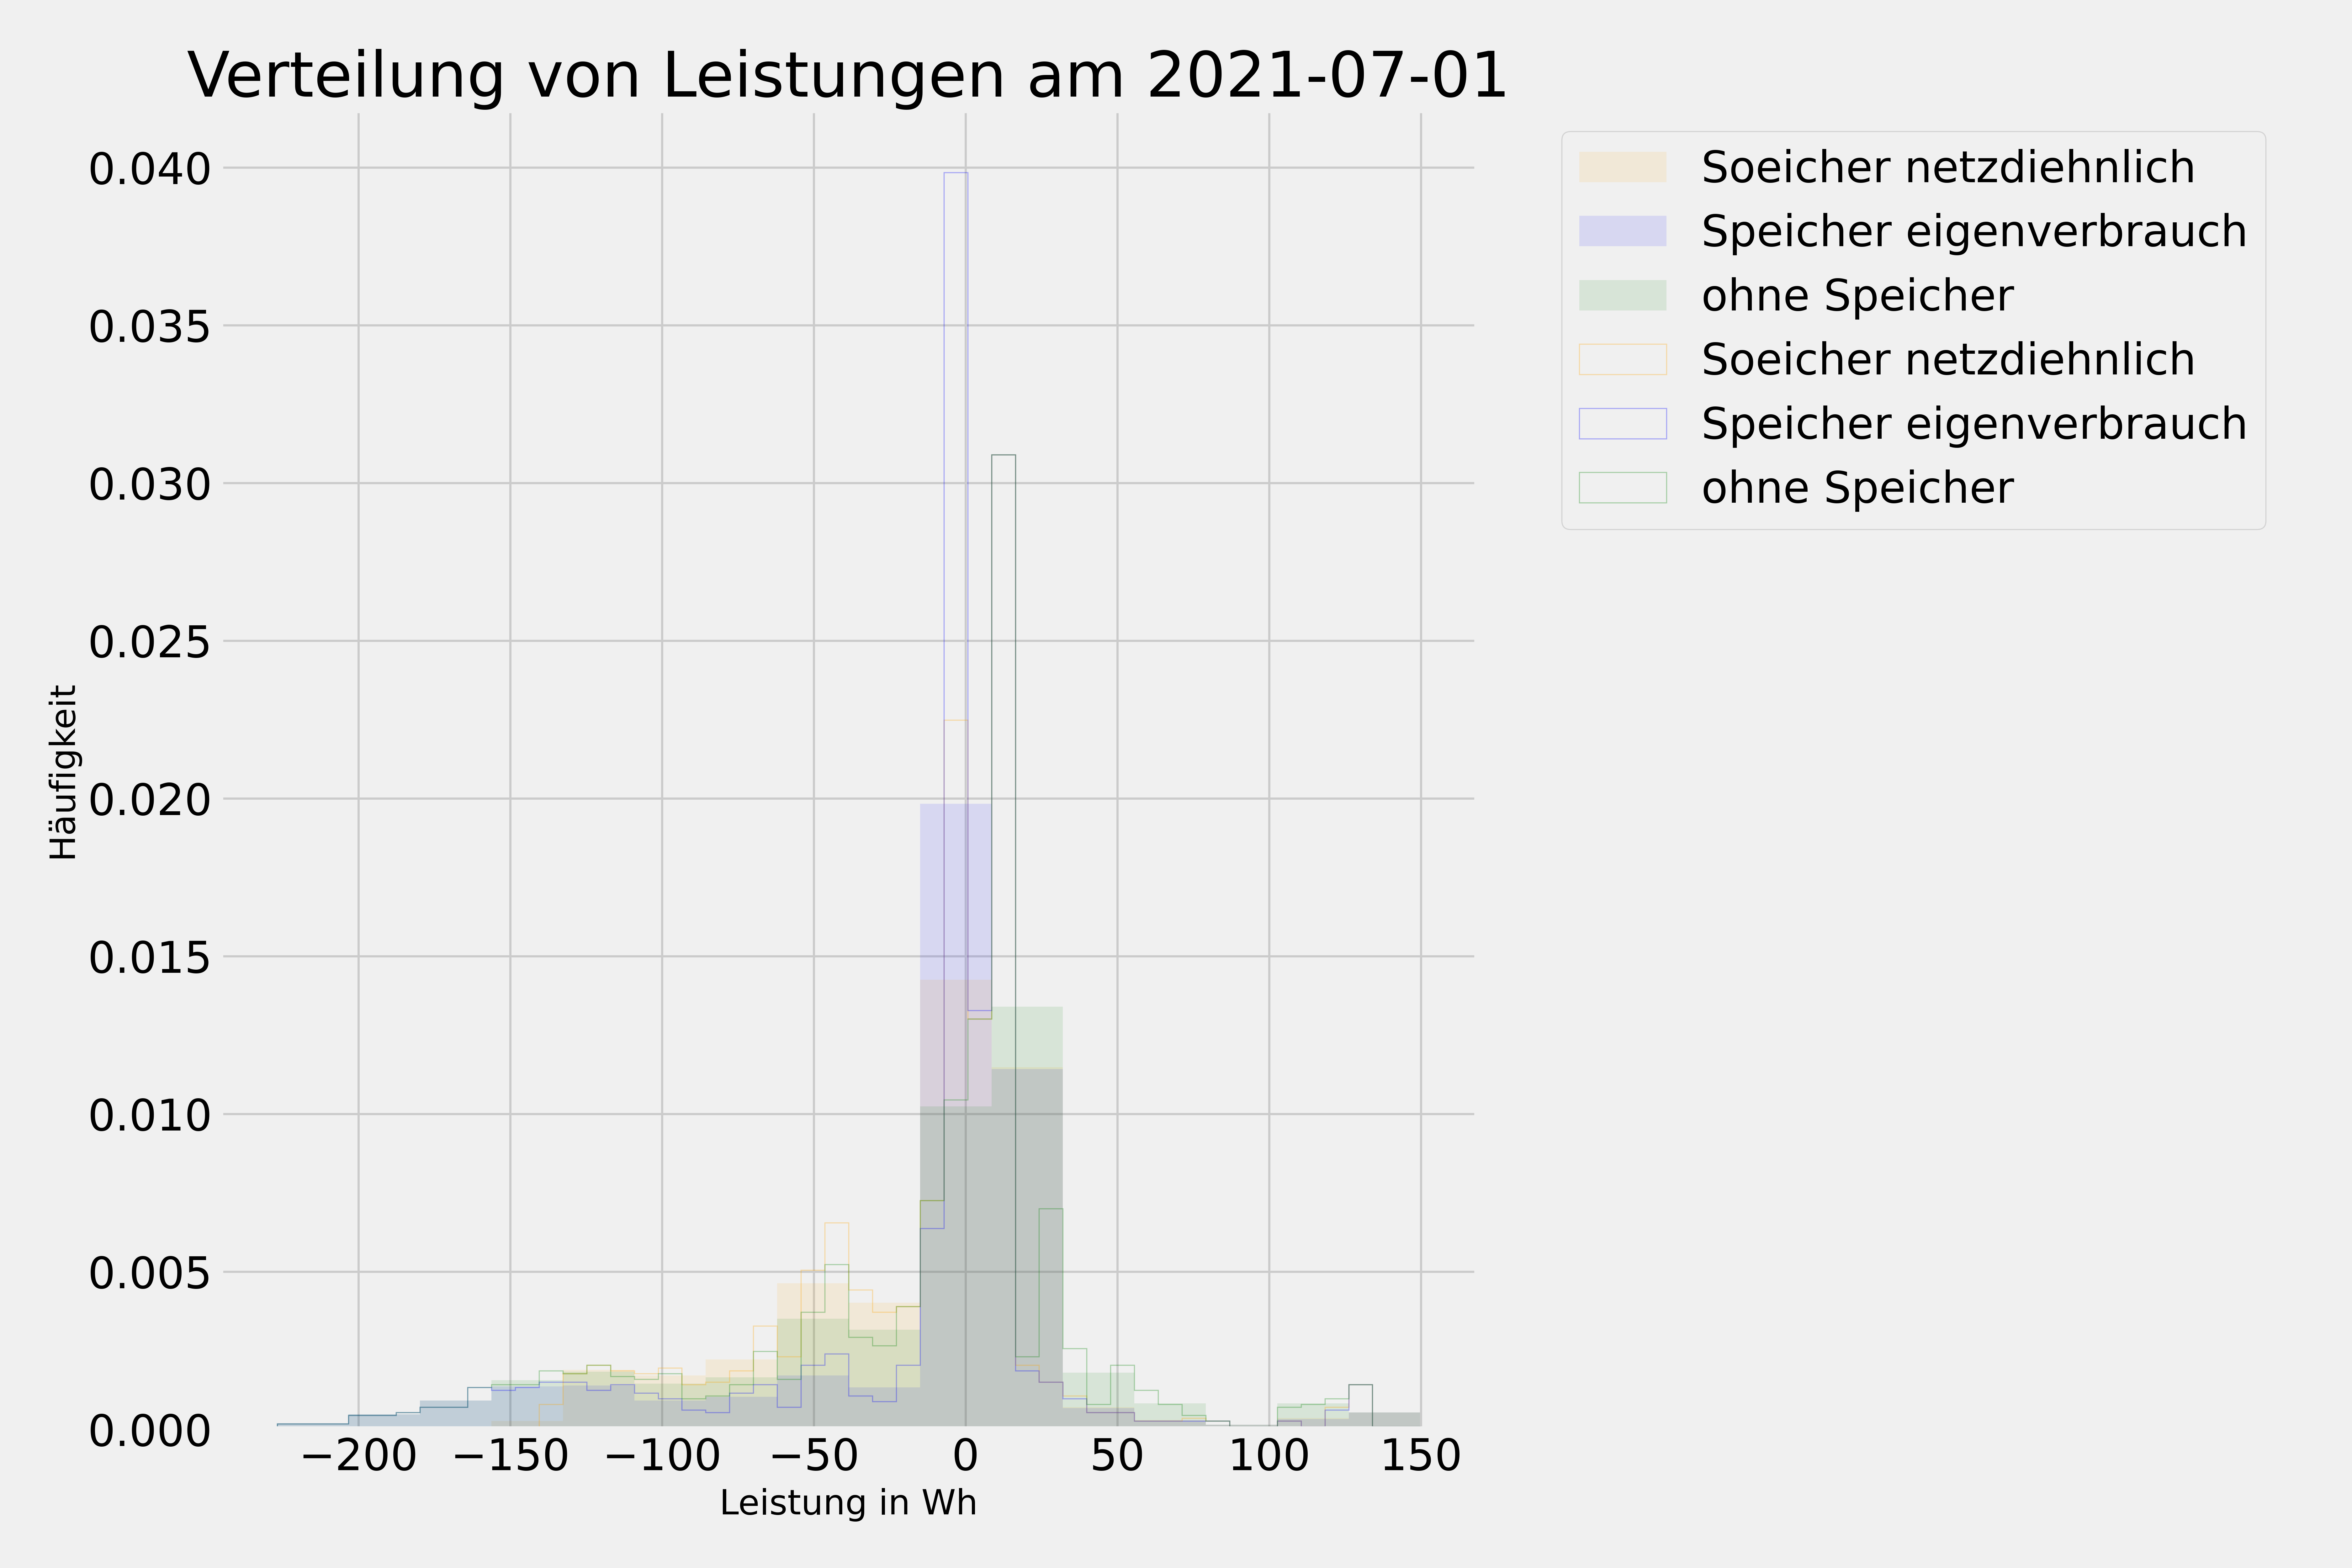 Verteilung von Leistungen am 2021-07-01
0.040
0.035
0.030
0.025
0.020
0.015
0.010
0.005
0.000
Häufigkeit
−200
−150
−100
−50
0
50
100
150
Leistung in Wh
Soeicher netzdiehnlich
Speicher eigenverbrauch
ohne Speicher
Soeicher netzdiehnlich
Speicher eigenverbrauch
ohne Speicher